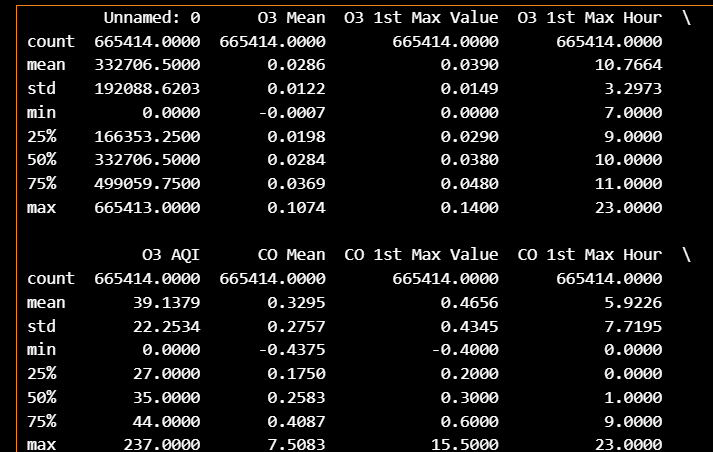 Unnamed: 0 O3 Mean O3 1st Max Value O3 1st Max Hour \
count 665414.0000 665414.0000 665414.0000 665414.0000
mean 332706.5000 0.0286 0.0390 10.7664
std 192088.6203 0.0122 0.0149 3.2973
min 0.0000 -0.0007 0.0000 7.0000
25% 166353.2500 0.0198 0.0290 9.0000
50% 332706.5000 0.0284 0.0380 10.0000
75% 499059.7500 0.0369 0.0480 11.0000
max 665413.0000 0.1074 0.1400 23.0000
O3 AQI CO Mean CO 1st Max Value CO 1st Max Hour \
count 665414.0000 665414.0000 665414.0000 665414.0000
mean 39.1379 0.3295 0.4656 5.9226
std 22.2534 0.2757 0.4345 7.7195
min 0.0000 -0.4375 -0.4000 0.0000
25% 27.0000 0.1750 0.2000 0.0000
50% 35.0000 0.2583 0.3000 1.0000
75% 44.0000 0.4087 0.6000 9.0000
max 237.0000 7.5083 15.5000 23.0000